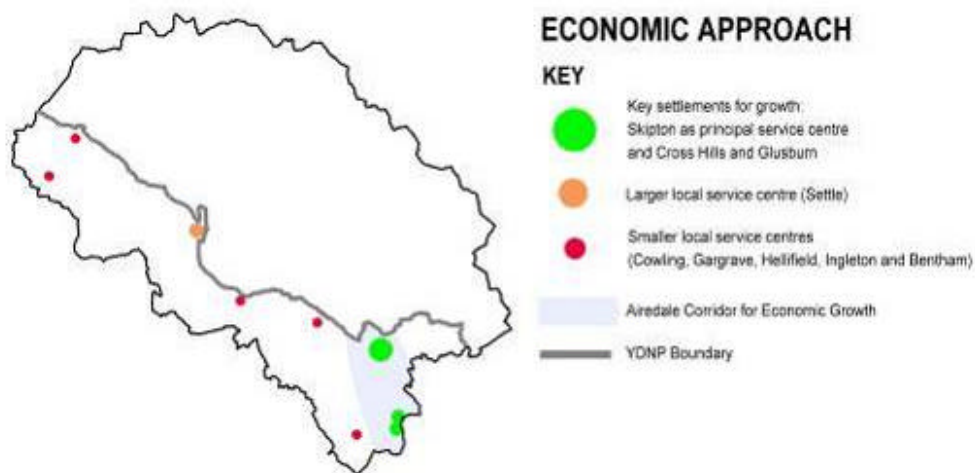 ECONOMIC APPROACH
KEY
Key settlements for growth:
Skipton as principal service centre
and Cross Hills and Glusburn
Larger local service centre (Settle)
Smaller local service centres
(Cowling, Gargrave, Hellifield, Ingleton and Bentham)
Airedale Corridor for Economic Growth
YDNP Boundary